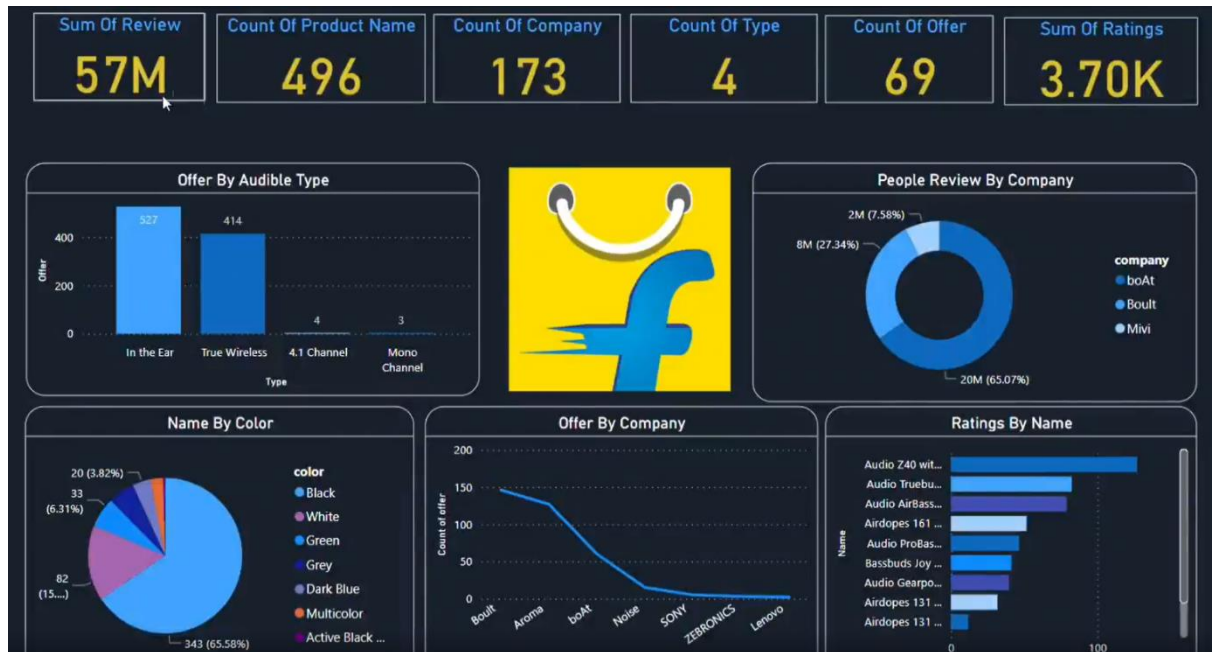 Sum Of Review
57M
Count Of Product Name
496
Count Of Company
173
Count Of Type
4
Count Of Offer
69
Sum Of Ratings
3.70K
Offer By Audible Type
Offer
400
200
0
527
414
4
3
In the Ear
True Wireless
4.1 Channel
Mono
Channel
Type
f
People Review By Company
2M (7.58%)
8M (27.34%)
20M (65.07%)
company
boAt
Boult
Mivi
Name By Color
20 (3.82%)
33
(6.31%)
82
(15....)
343 (65.58%)
color
Black
White
Green
Grey
Dark Blue
Multicolor
Active Black ...
Offer By Company
Count of offer
200
150
100
50
0
Boult
Aroma
boAt
Noise
SONY
ZEBRONICS
Lenovo
Ratings By Name
Name
Audio Z40 wit...
Audio Truebu...
Audio AirBass...
Airdopes 161 ...
Audio ProBas...
Bassbuds Joy ...
Audio Gearpo...
Airdopes 131 ...
Airdopes 131 ...
0
100